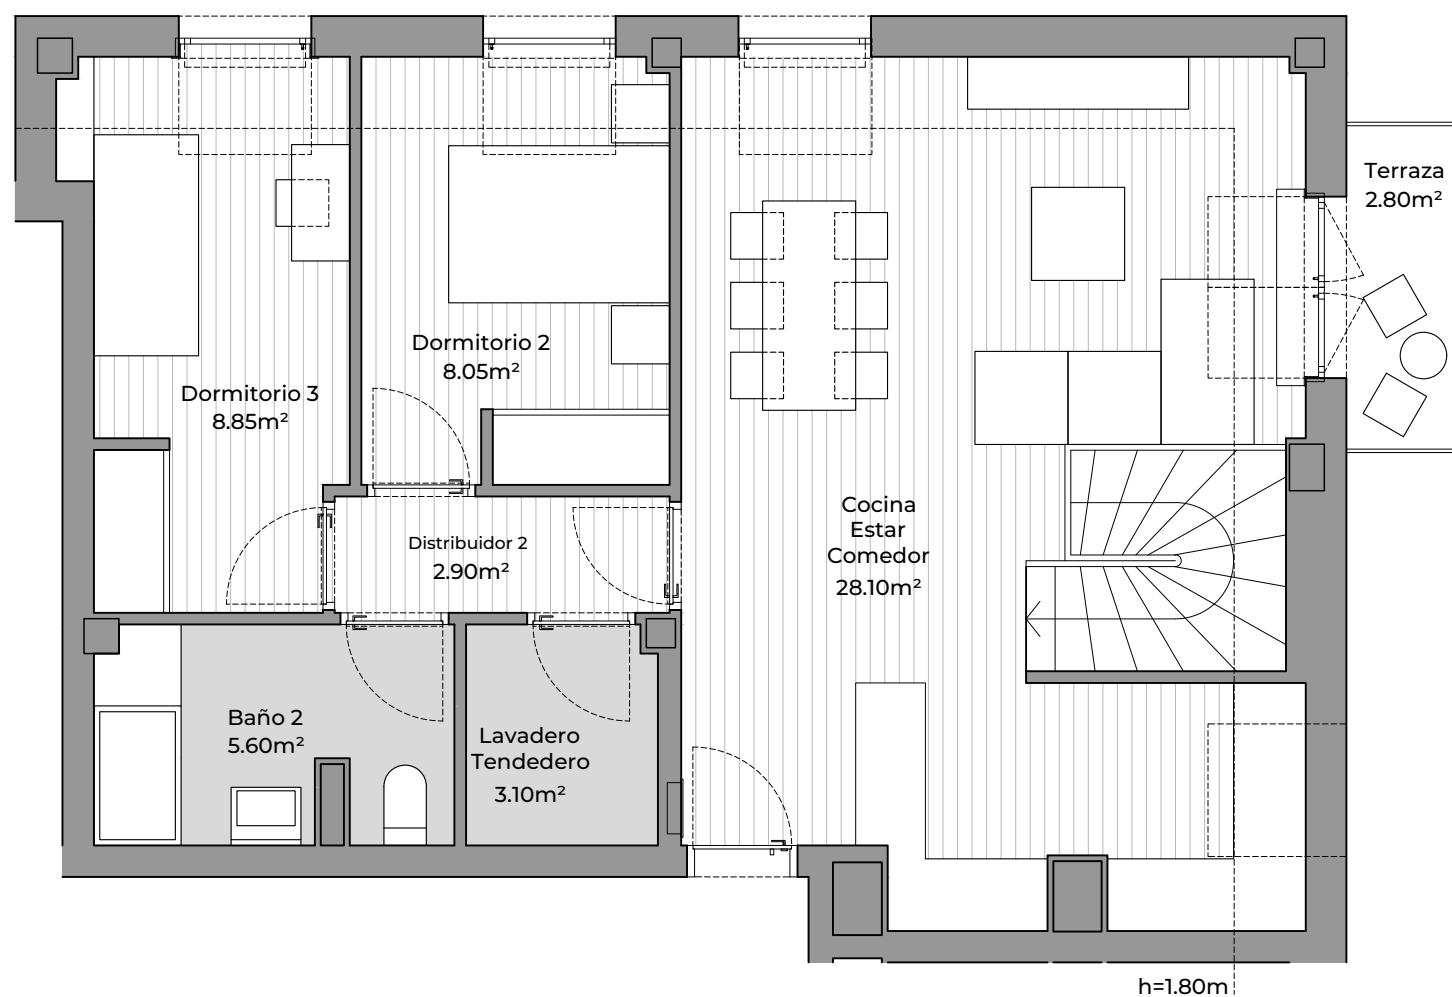 Terraza
2.80m²
Dormitorio 2
8.05m²
Dormitorio 3
8.85m²
Cocina
Estar
Comedor
28.10m²
Distribuidor 2
2.90m²
Baño 2
5.60m²
Lavadero
Tendedero
3.10m²
h=1.80m